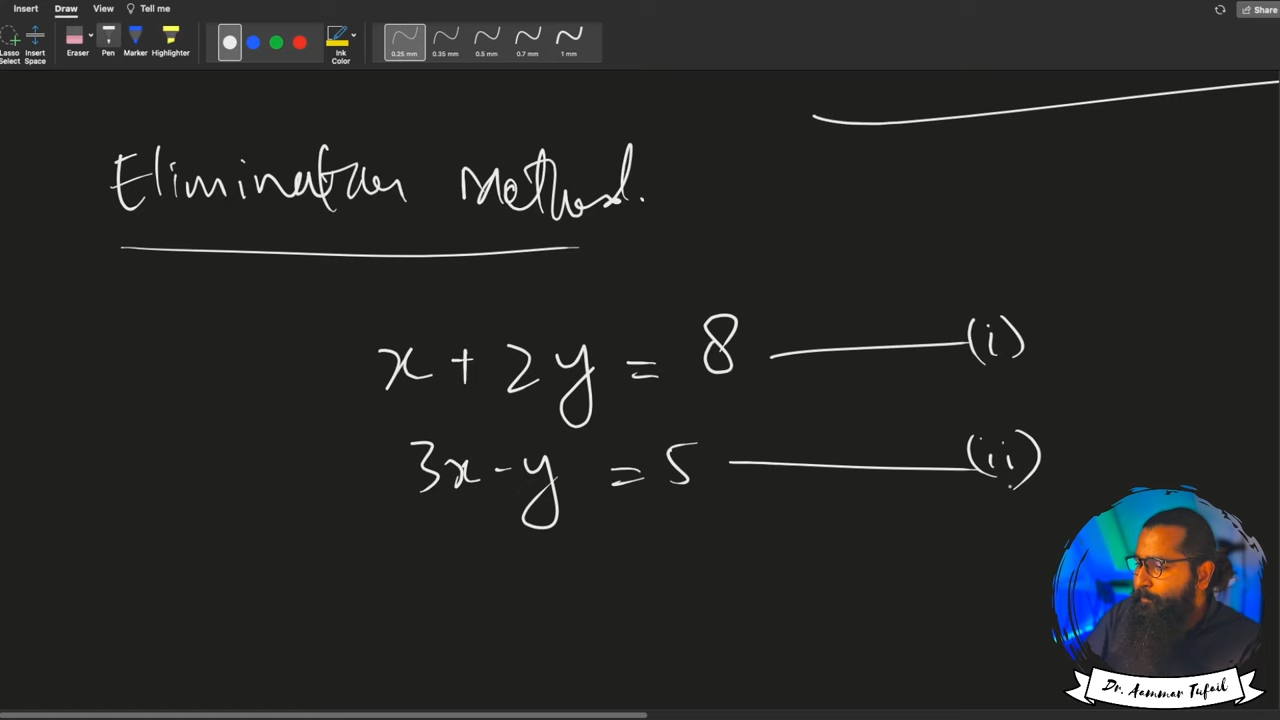 Insert Draw View Tell me Share
Lasso Select Insert Space Eraser Pen Marker Highlighter Ink Color 0.25 mm 0.35 mm 0.5 mm 0.7 mm 1 mm
Elimination Method.
x + 2y = 8 (i)
3x - y = 5 (ii)
Dr. Aammar Tufail